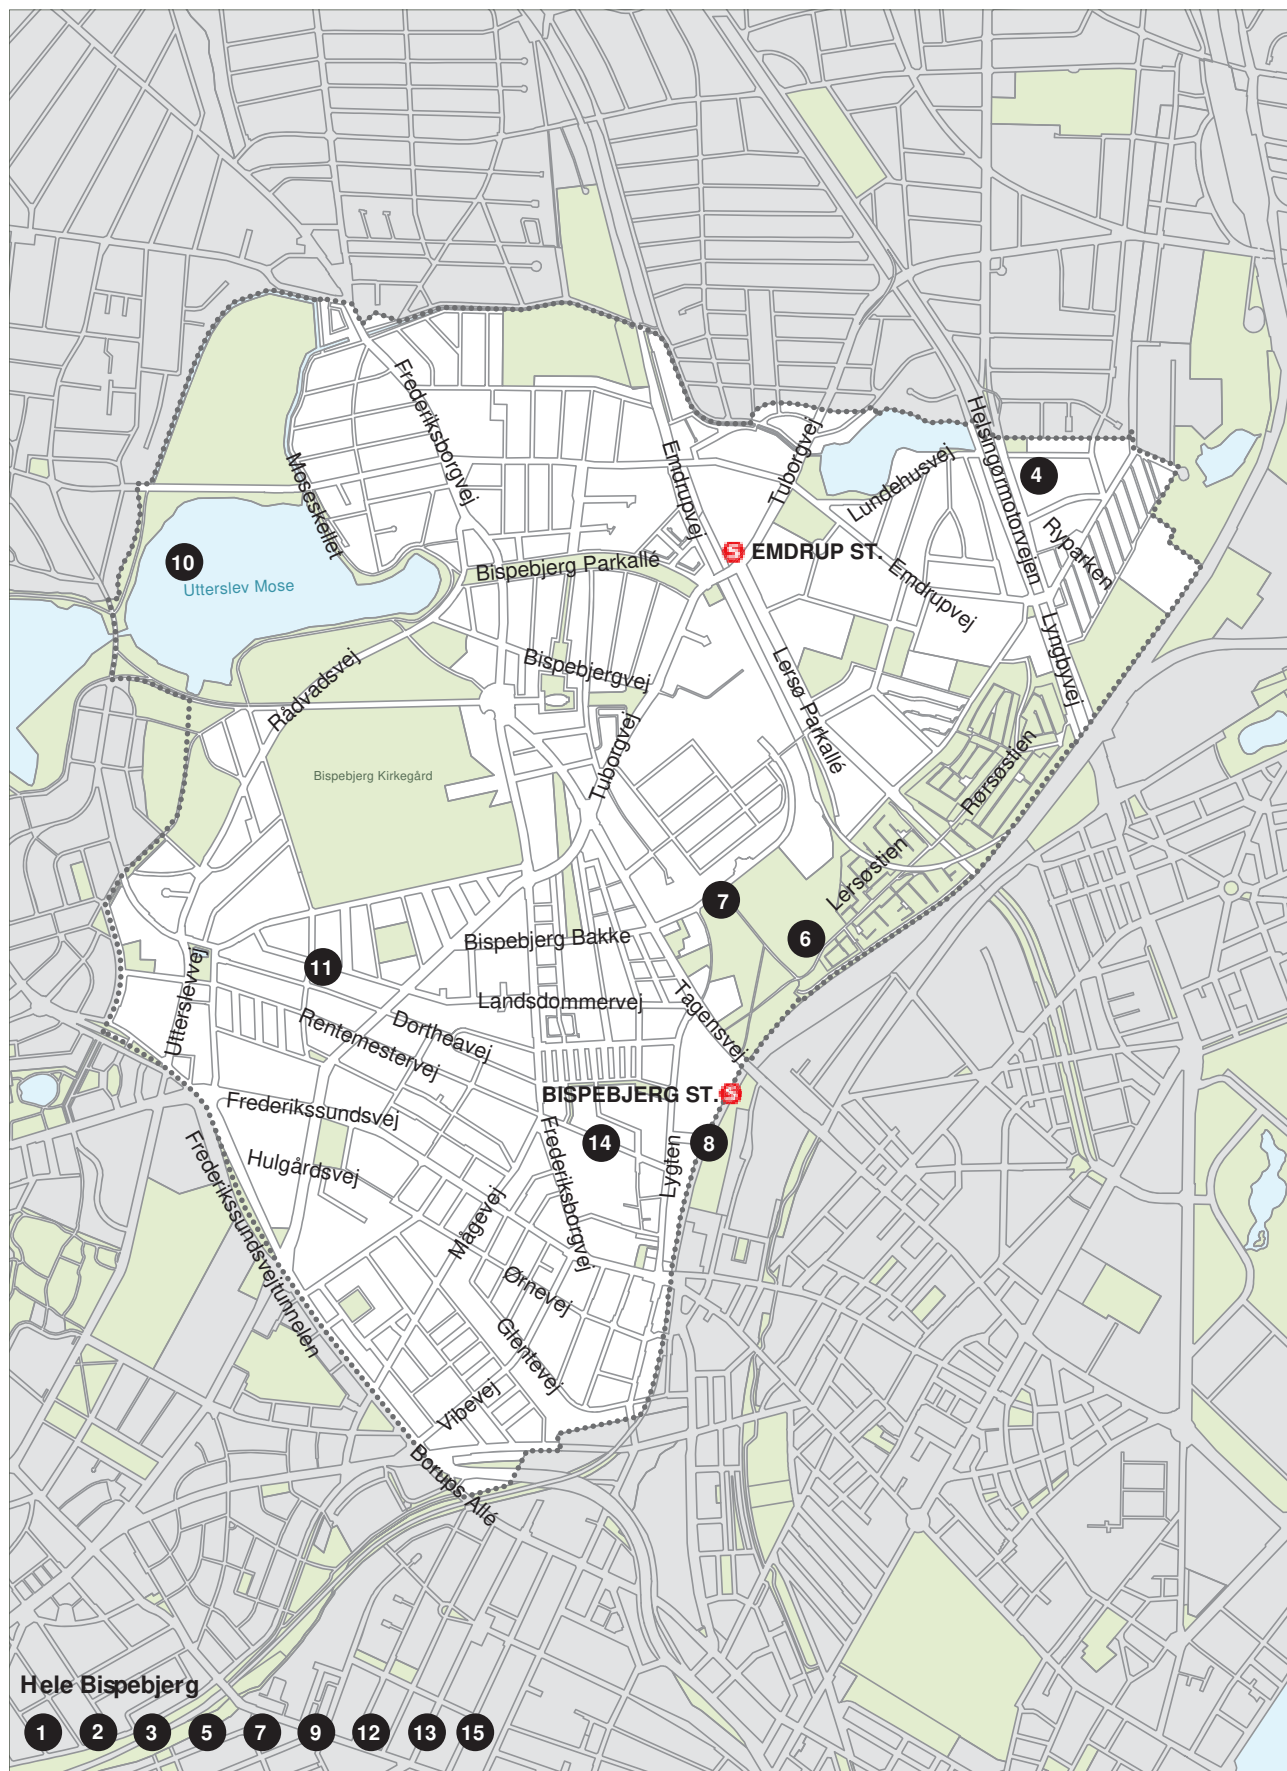 Frederiksborgvej
Moseskellet
Emdrupvej
Tuborgvej
Lundehusvej
Helsingørmotorvejen
4
Ryparken
10
Utterslev Mose
EMDRUP ST.
Bispebjerg Parkallé
Emdrupvej
Lyngbyvej
Rådvadsvej
Bispebjergvej
Lersø Parkallé
Tuborgvej
Rørsøstien
Bispebjerg Kirkegård
Lersøstien
7
6
Bispebjerg Bakke
11
Utterslevvej
Landsdommervej
Tagensvej
Rentemestervej
Dortheavej
BISPEBJERG ST.
Frederikssundsvej
14
8
Frederiksborgvej
Lygten
Hulgårdsvej
Frederikssundsvejtunnelen
Mågevej
Ørnevej
Glentevej
Vibevej
Borups Allé
Hele Bispebjerg
1 2 3 5 7 9 12 13 15